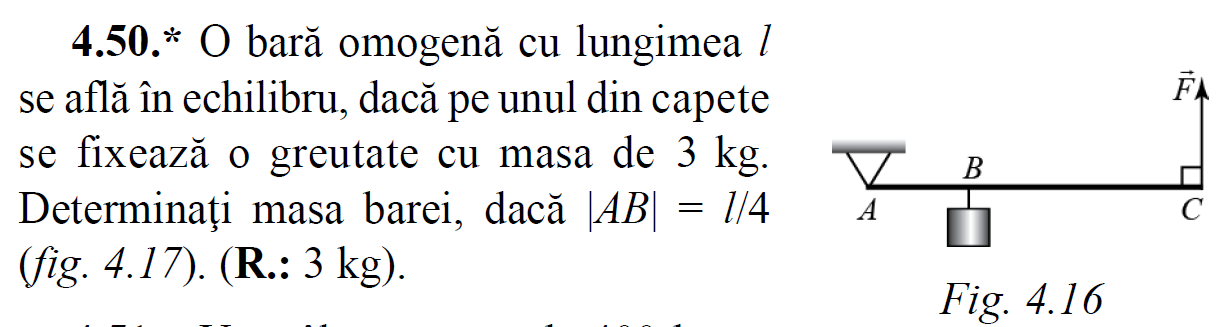 4.50.* O bară omogenă cu lungimea l
se află în echilibru, dacă pe unul din capete
se fixează o greutate cu masa de 3 kg.
Determinaţi masa barei, dacă |AB| = l/4
(fig. 4.17). (R.: 3 kg).
F⃗
B
A
C
Fig. 4.16